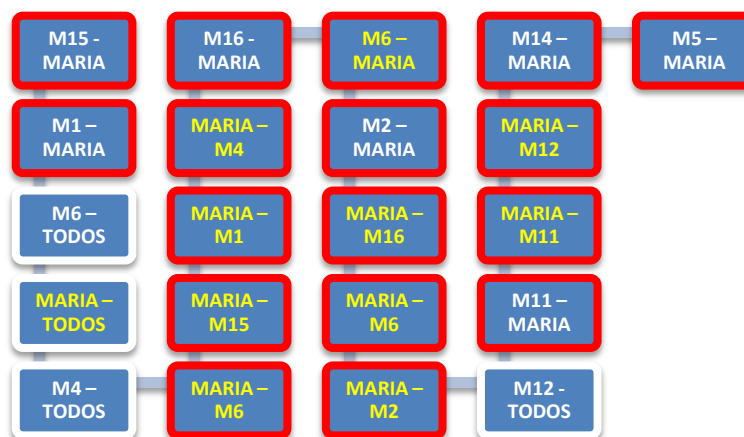 M15 -
MARIA
M1 –
MARIA
M6 –
TODOS
MARIA –
TODOS
M4 –
TODOS
MARIA –
M6
MARIA –
M15
MARIA –
M1
MARIA –
M4
M16 -
MARIA
M6 –
MARIA
M2 –
MARIA
MARIA –
M16
MARIA –
M6
MARIA –
M2
M12 -
TODOS
M11 –
MARIA
MARIA –
M11
MARIA –
M12
M14 –
MARIA
M5 –
MARIA